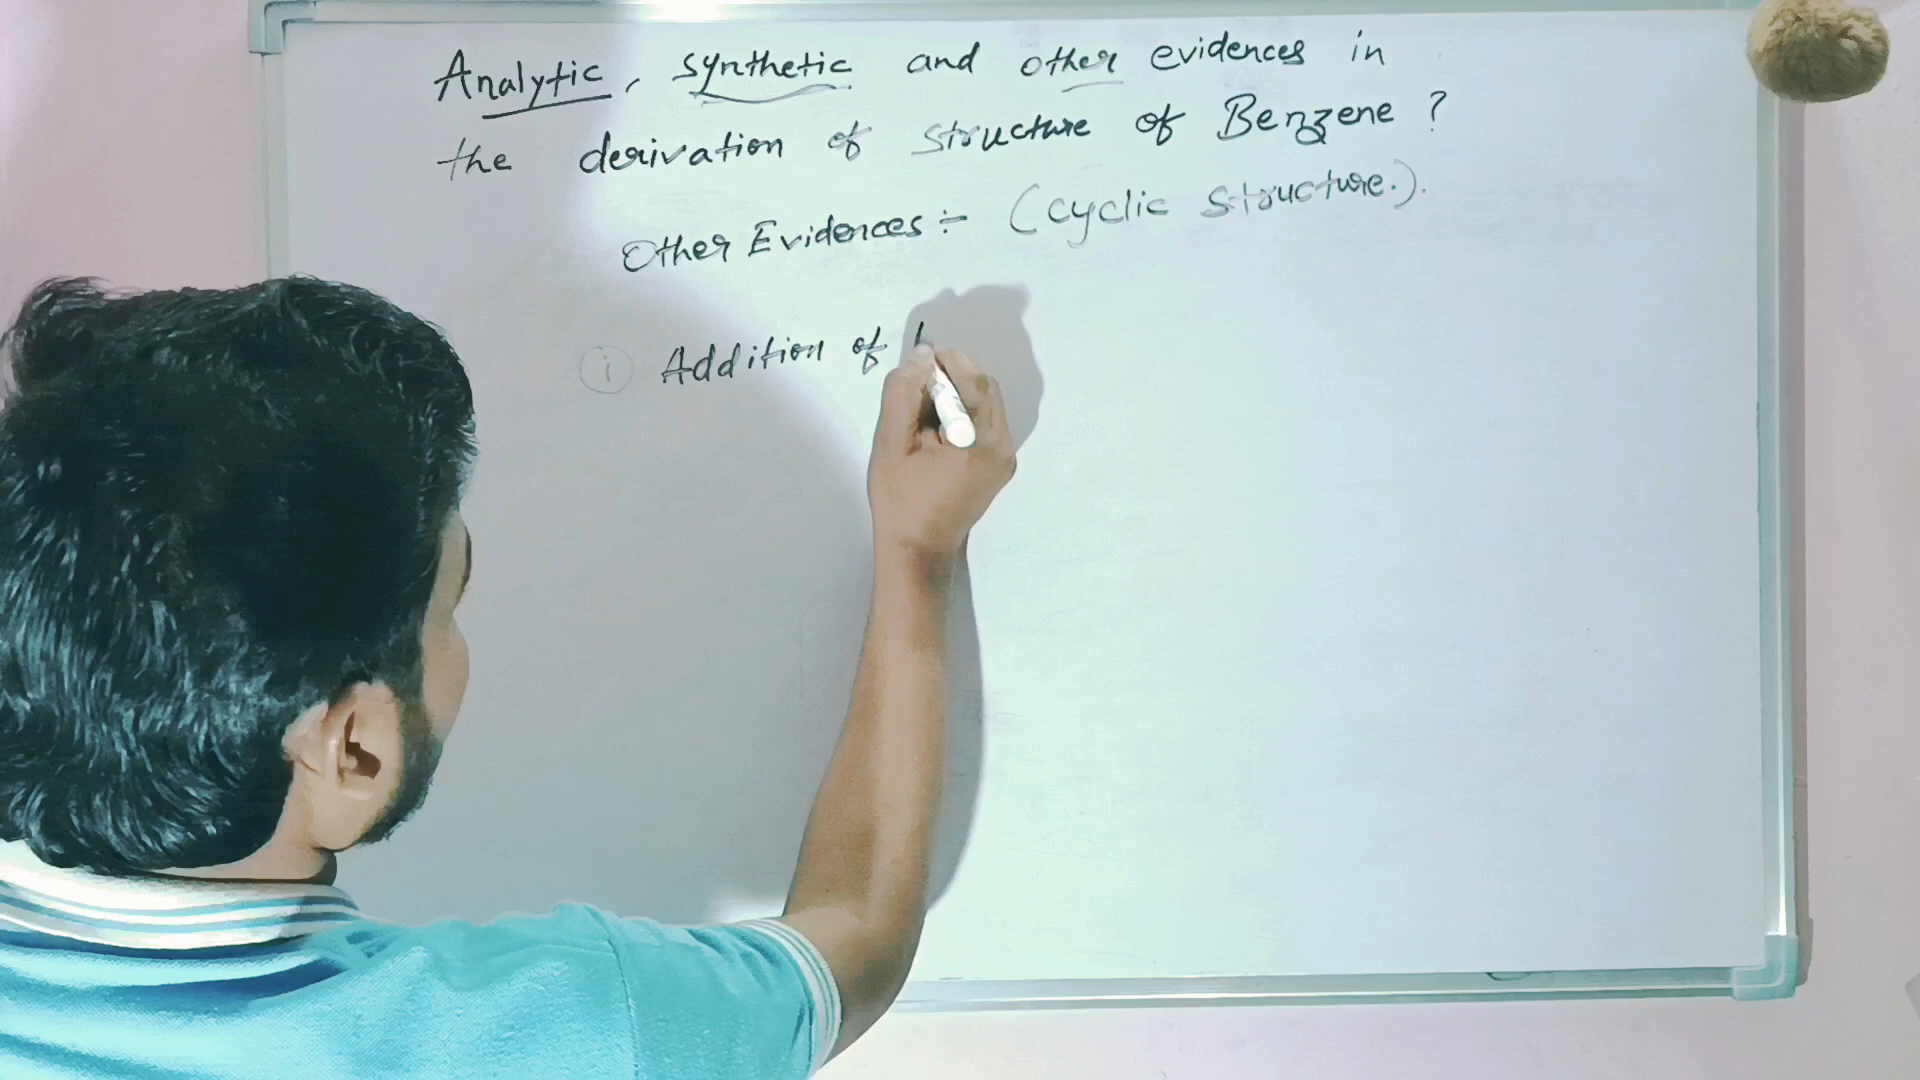 Analytic, synthetic and other evidences in
the derivation of structure of Benzene ?
Other Evidences ÷ (cyclic structure.).
i Addition of